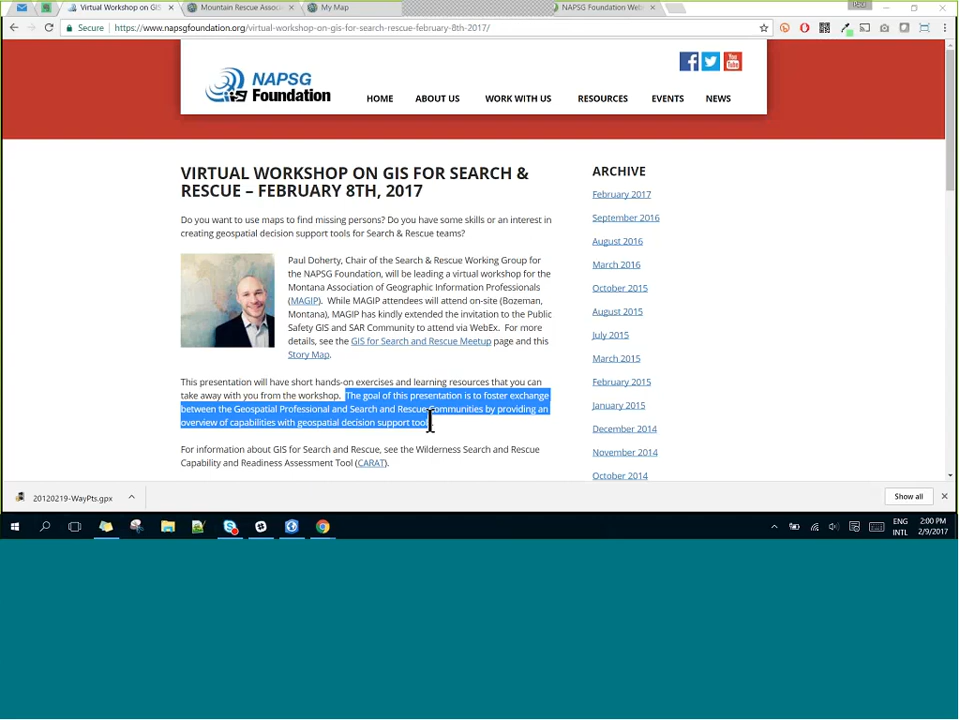 Virtual Workshop on GIS
Mountain Rescue Assoc
My Map
NAPSG Foundation Web
Secure
https://www.napsgfoundation.org/virtual-workshop-on-gis-for-search-rescue-february-8th-2017/
NAPSG
Foundation
You
Tube
HOME
ABOUT US
WORK WITH US
RESOURCES
EVENTS
NEWS
VIRTUAL WORKSHOP ON GIS FOR SEARCH &
RESCUE – FEBRUARY 8TH, 2017
Do you want to use maps to find missing persons? Do you have some skills or an interest in
creating geospatial decision support tools for Search & Rescue teams?
Paul Doherty, Chair of the Search & Rescue Working Group for
the NAPSG Foundation, will be leading a virtual workshop for the
Montana Association of Geographic Information Professionals
(MAGIP). While MAGIP attendees will attend on-site (Bozeman,
Montana), MAGIP has kindly extended the invitation to the Public
Safety GIS and SAR Community to attend via WebEx. For more
details, see the GIS for Search and Rescue Meetup page and this
Story Map.
This presentation will have short hands-on exercises and learning resources that you can
take away with you from the workshop. The goal of this presentation is to foster exchange
between the Geospatial Professional and Search and Rescue Communities by providing an
overview of capabilities with geospatial decision support tool
For information about GIS for Search and Rescue, see the Wilderness Search and Rescue
Capability and Readiness Assessment Tool (CARAT).
ARCHIVE
February 2017
September 2016
August 2016
March 2016
October 2015
August 2015
July 2015
March 2015
February 2015
January 2015
December 2014
November 2014
October 2014
20120219-WayPts.gpx
Show all
ENG
INTL
2:00 PM
2/9/2017